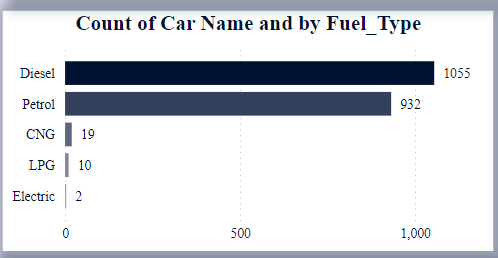 Count of Car Name and by Fuel_Type
Diesel 1055
Petrol 932
CNG 19
LPG 10
Electric 2
0 500 1,000